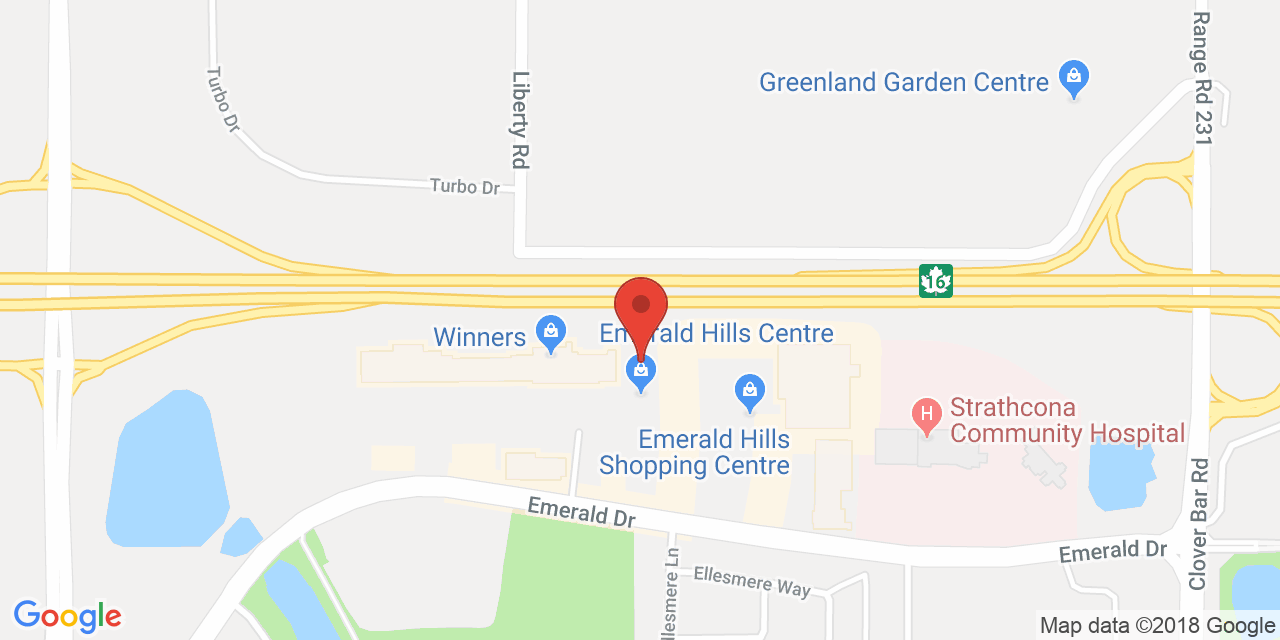 Range Rd 231
Liberty Rd
Turbo Dr
Greenland Garden Centre
Turbo Dr
16
Winners
Emerald Hills Centre
Strathcona
Community Hospital
H
Emerald Hills
Shopping Centre
Emerald Dr
Clover Bar Rd
Emerald Dr
Ellesmere Way
llesmere Ln
Google
Map data ©2018 Google